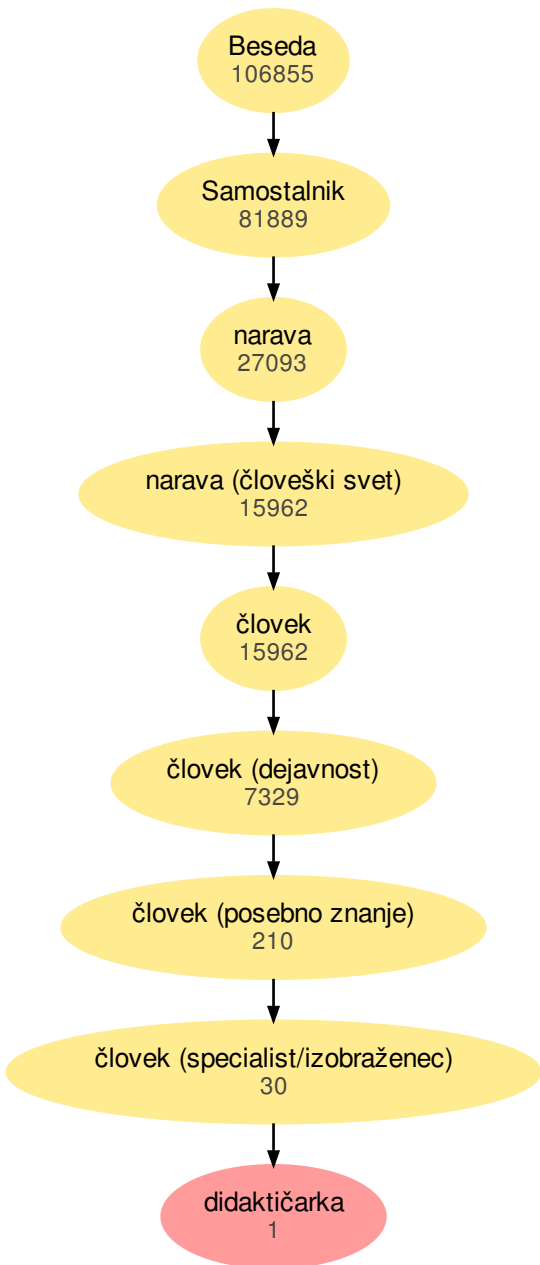 Beseda
106855
Samostalnik
81889
narava
27093
narava (človeški svet)
15962
človek
15962
človek (dejavnost)
7329
človek (posebno znanje)
210
človek (specialist/izobraženec)
30
didaktičarka
1